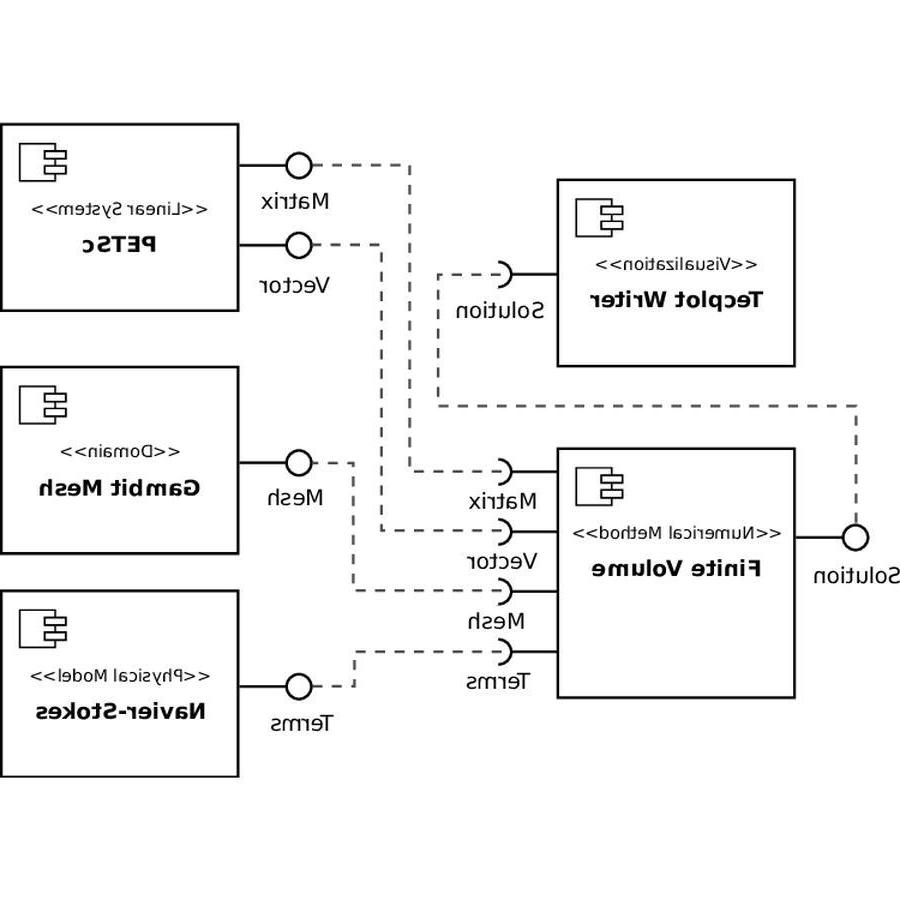 <<Linear System>>
PETSc
Matrix
Vector
<<Visualization>>
Tecplot Writer
Solution
<<Domain>>
Gambit Mesh
Mesh
<<Numerical Method>>
Finite Volume
Matrix
Vector
Mesh
Terms
Solution
<<Physical Model>>
Navier-Stokes
Terms